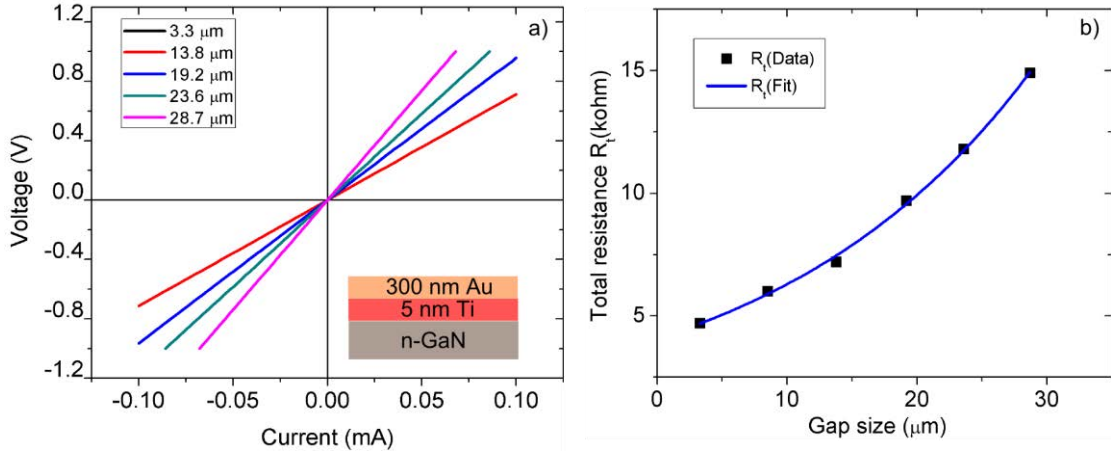 a)
3.3 μm
13.8 μm
19.2 μm
23.6 μm
28.7 μm
1.2
0.8
0.4
0.0
-0.4
-0.8
-1.2
Voltage (V)
-0.10 -0.05 0.00 0.05 0.10
Current (mA)
300 nm Au
5 nm Ti
n-GaN
b)
Rt(Data)
Rt(Fit)
15
10
5
Total resistance Rt(kohm)
0 10 20 30
Gap size (μm)